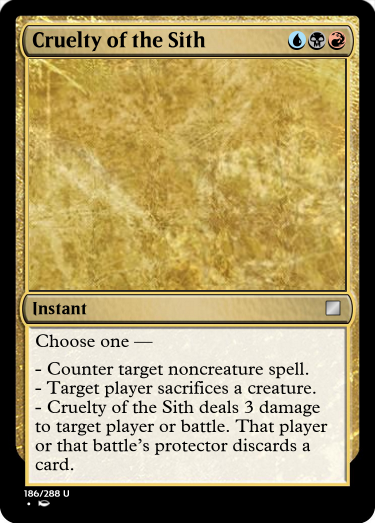 Cruelty of the Sith
Instant
Choose one —
- Counter target noncreature spell.
- Target player sacrifices a creature.
- Cruelty of the Sith deals 3 damage
to target player or battle. That player
or that battle's protector discards a
card.
186/288 U